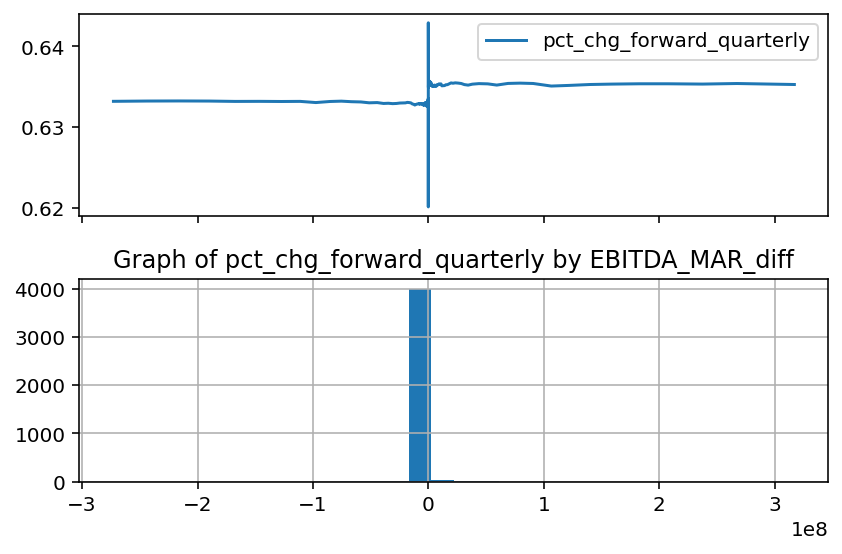 0.64
0.63
0.62
pct_chg_forward_quarterly
Graph of pct_chg_forward_quarterly by EBITDA_MAR_diff
4000
3000
2000
1000
0
−3 −2 −1 0 1 2 3
1e8